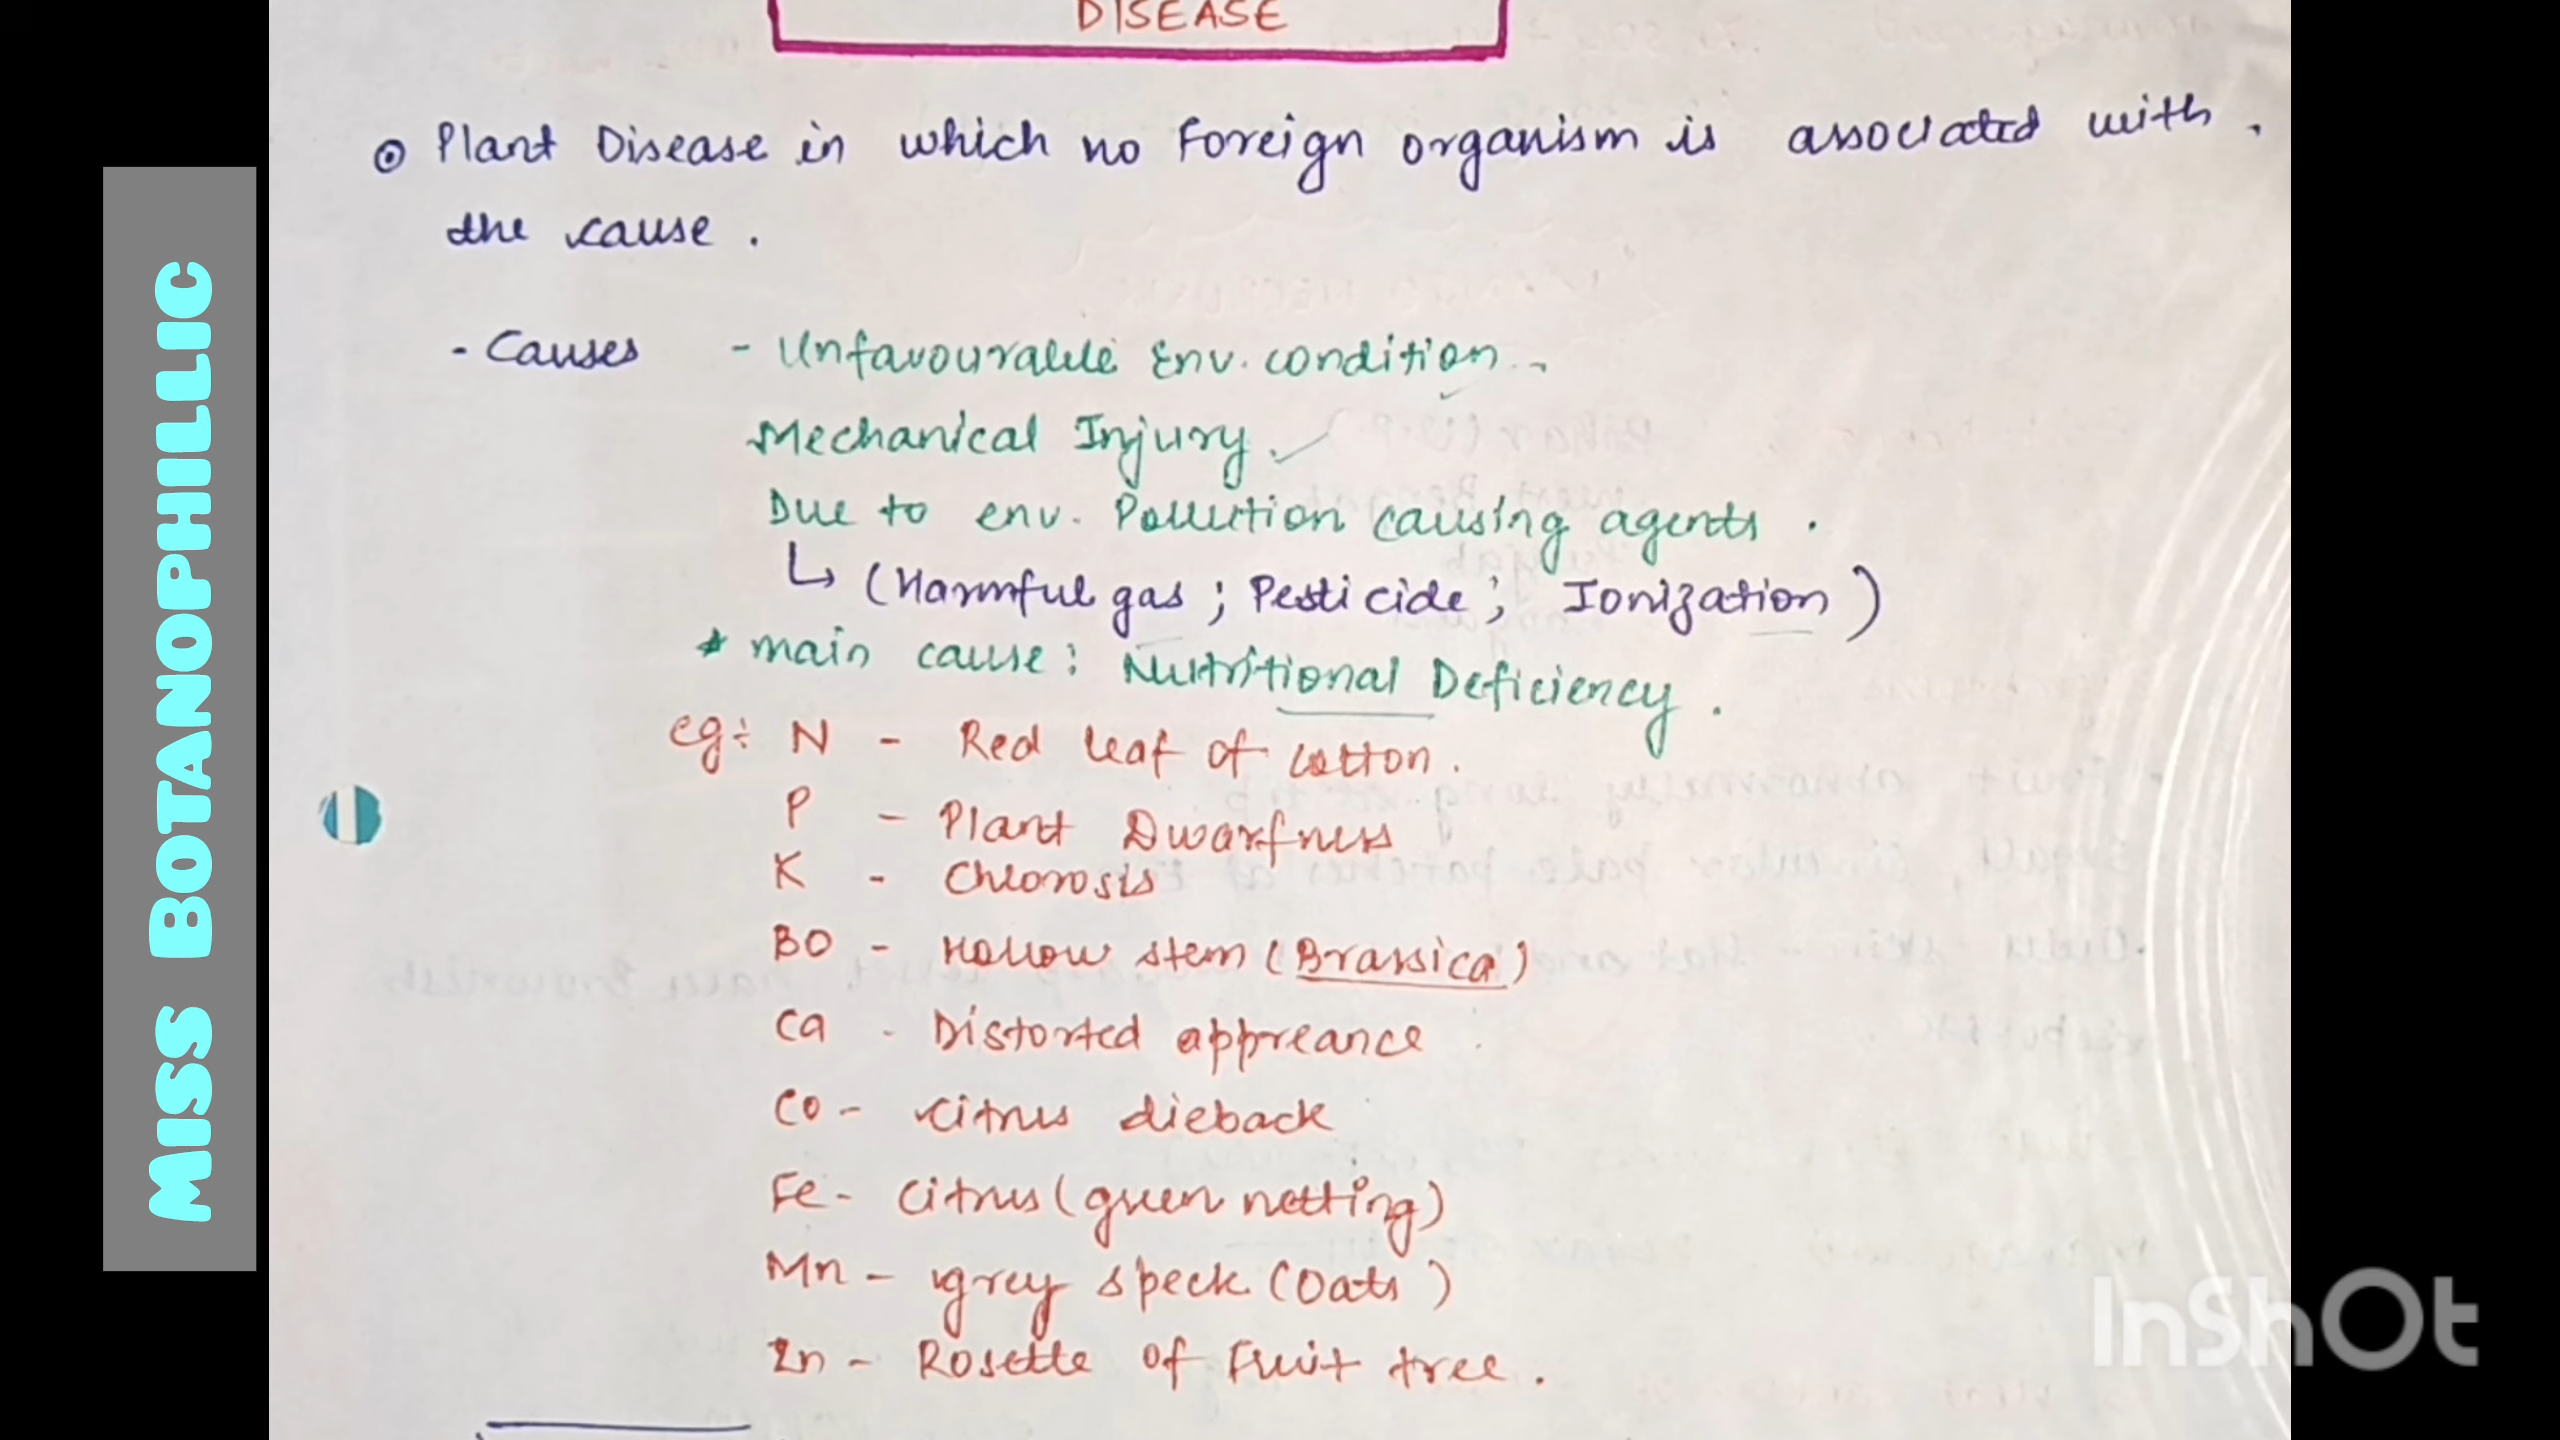 DISEASE
⊙ Plant Disease in which no Foreign organism is associated with .
the cause .
- Causes - Unfavourable Env. condition .
Mechanical Injury . ✓
Due to env. Pollution causing agents .
↳ (Harmful gas ; Pesticide ; Ionization )
* main cause : Nutritional Deficiency .
eg : N - Red leaf of cotton .
P - Plant Dwarfness
K - Chlorosis
BO - Hollow stem (Brassica)
Ca - Distorted appreance
CO - citrus dieback
Fe - citrus (green netting)
Mn - grey speck (Oats )
Zn - Rosette of Fruit tree .
MISS BOTANOPHILLIC
InShOt